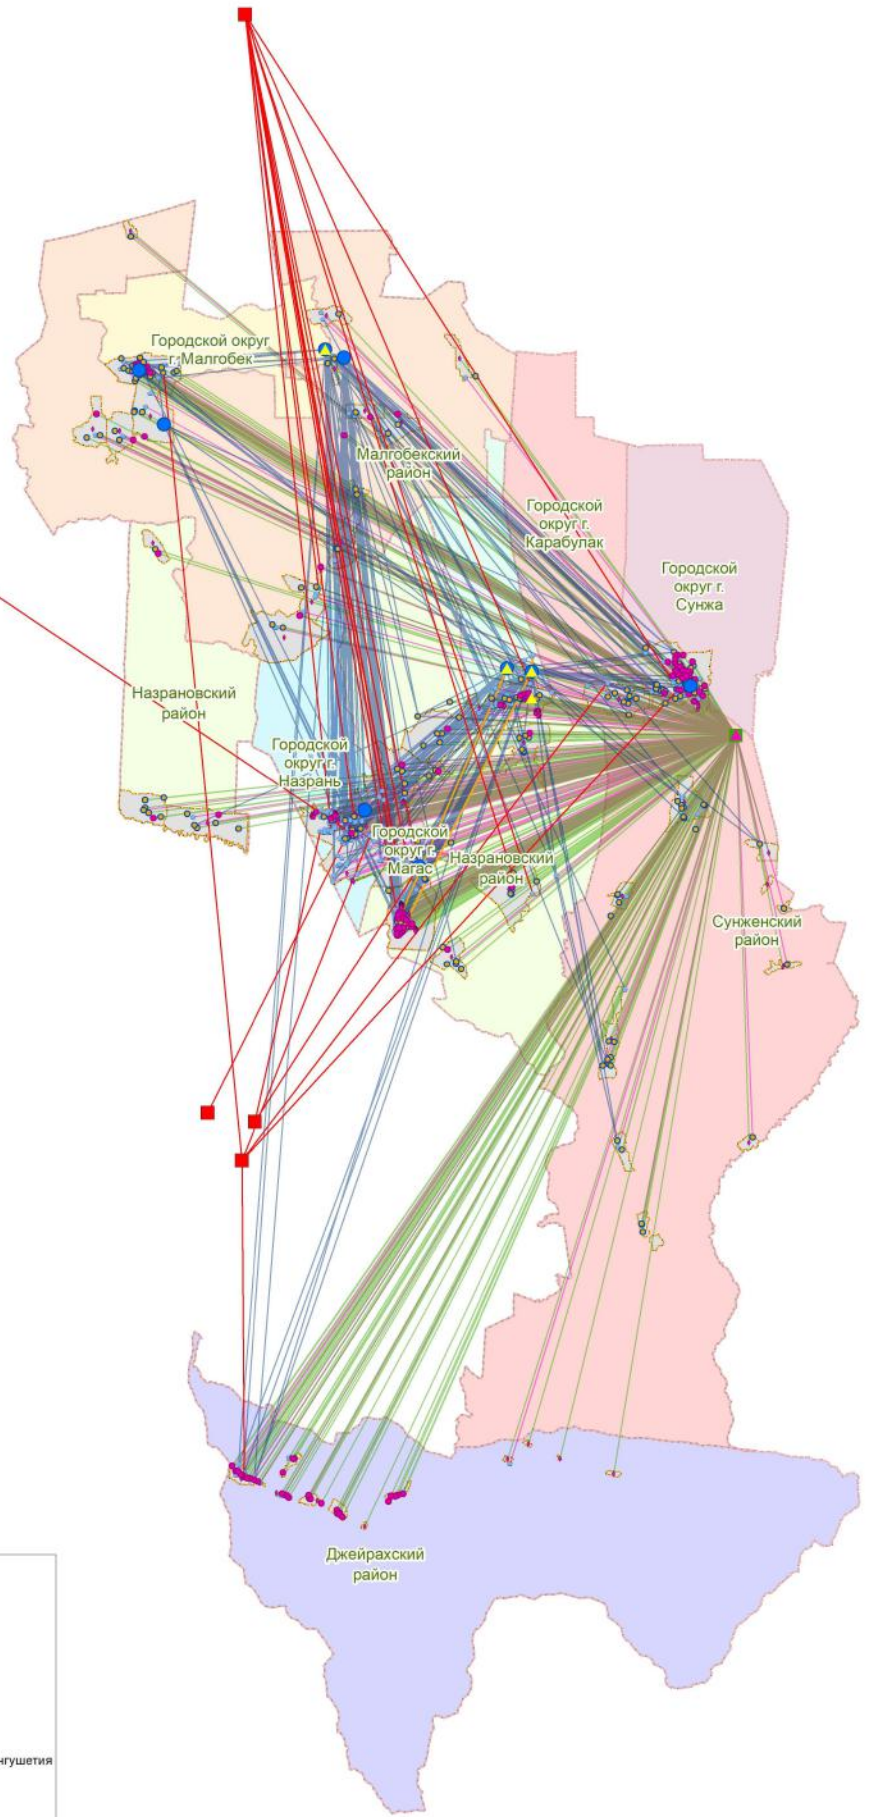 Городской округ
г. Малгобек
Малгобекский
район
Городской
округ г.
Карабулак
Городской
округ г.
Сунжа
Назрановский
район
Городской
округ г.
Назрань
Городской
округ г.
Магас
Назрановский
район
Сунженский
район
Джейрахский
район
нгушетия